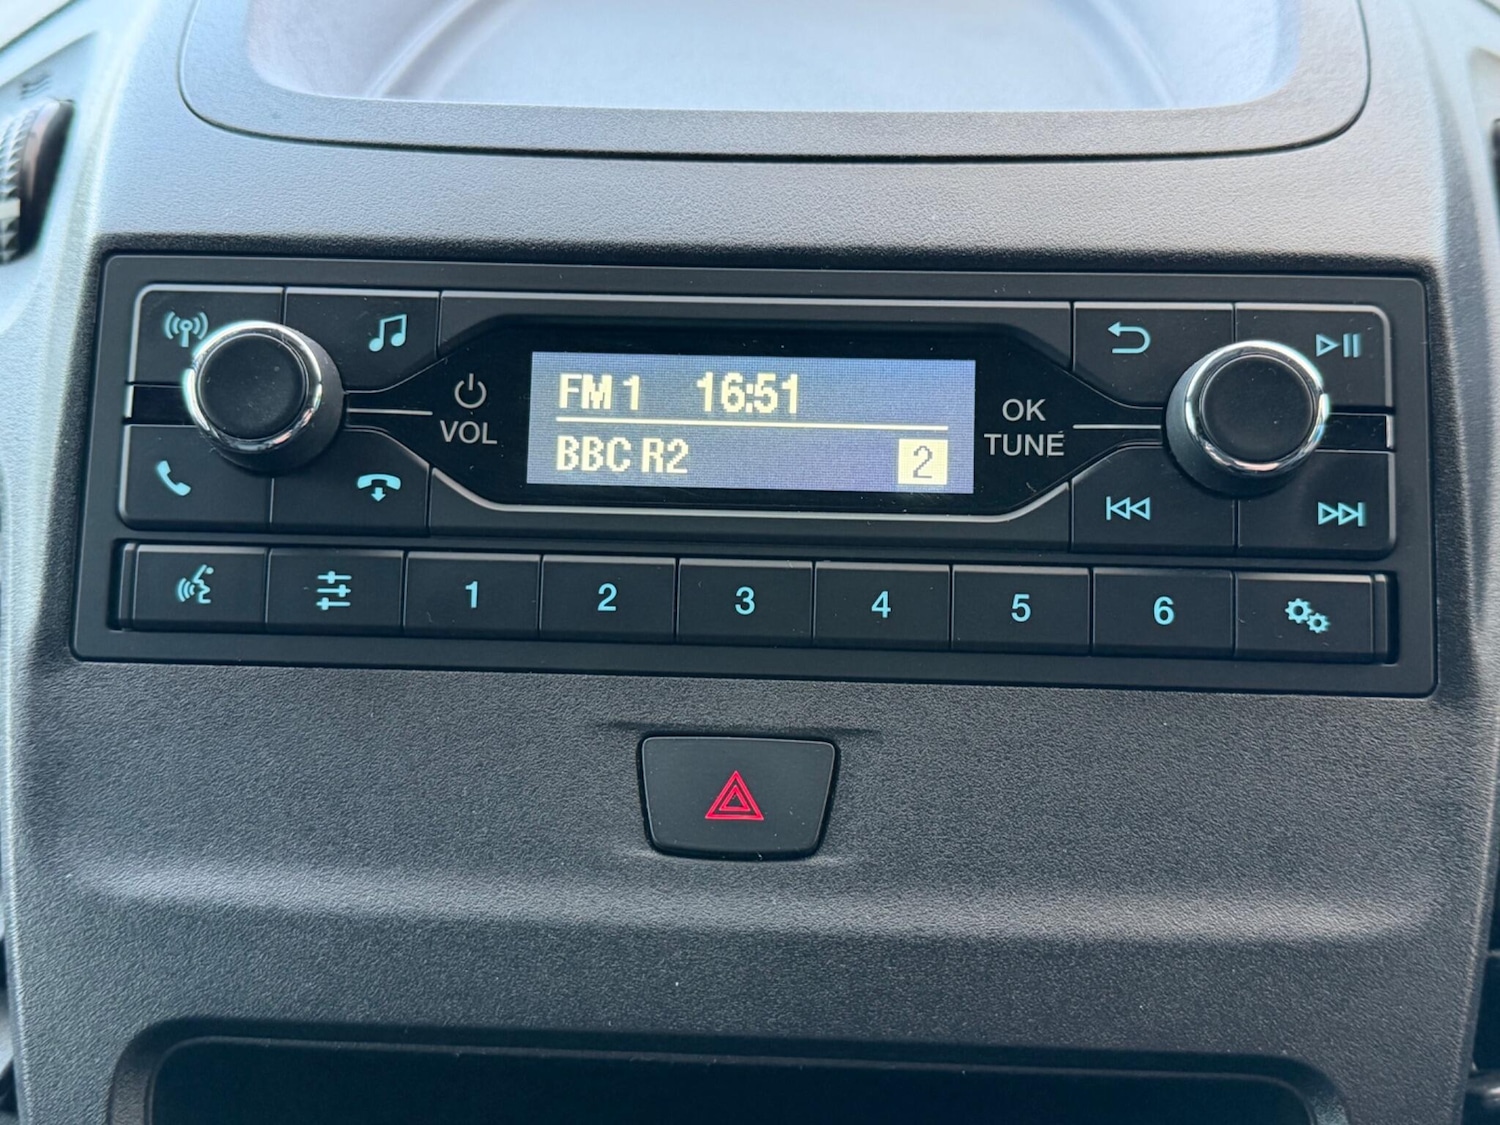 FM 1 16:51
BBC R2 2
VOL
OK
TUNE
1 2 3 4 5 6